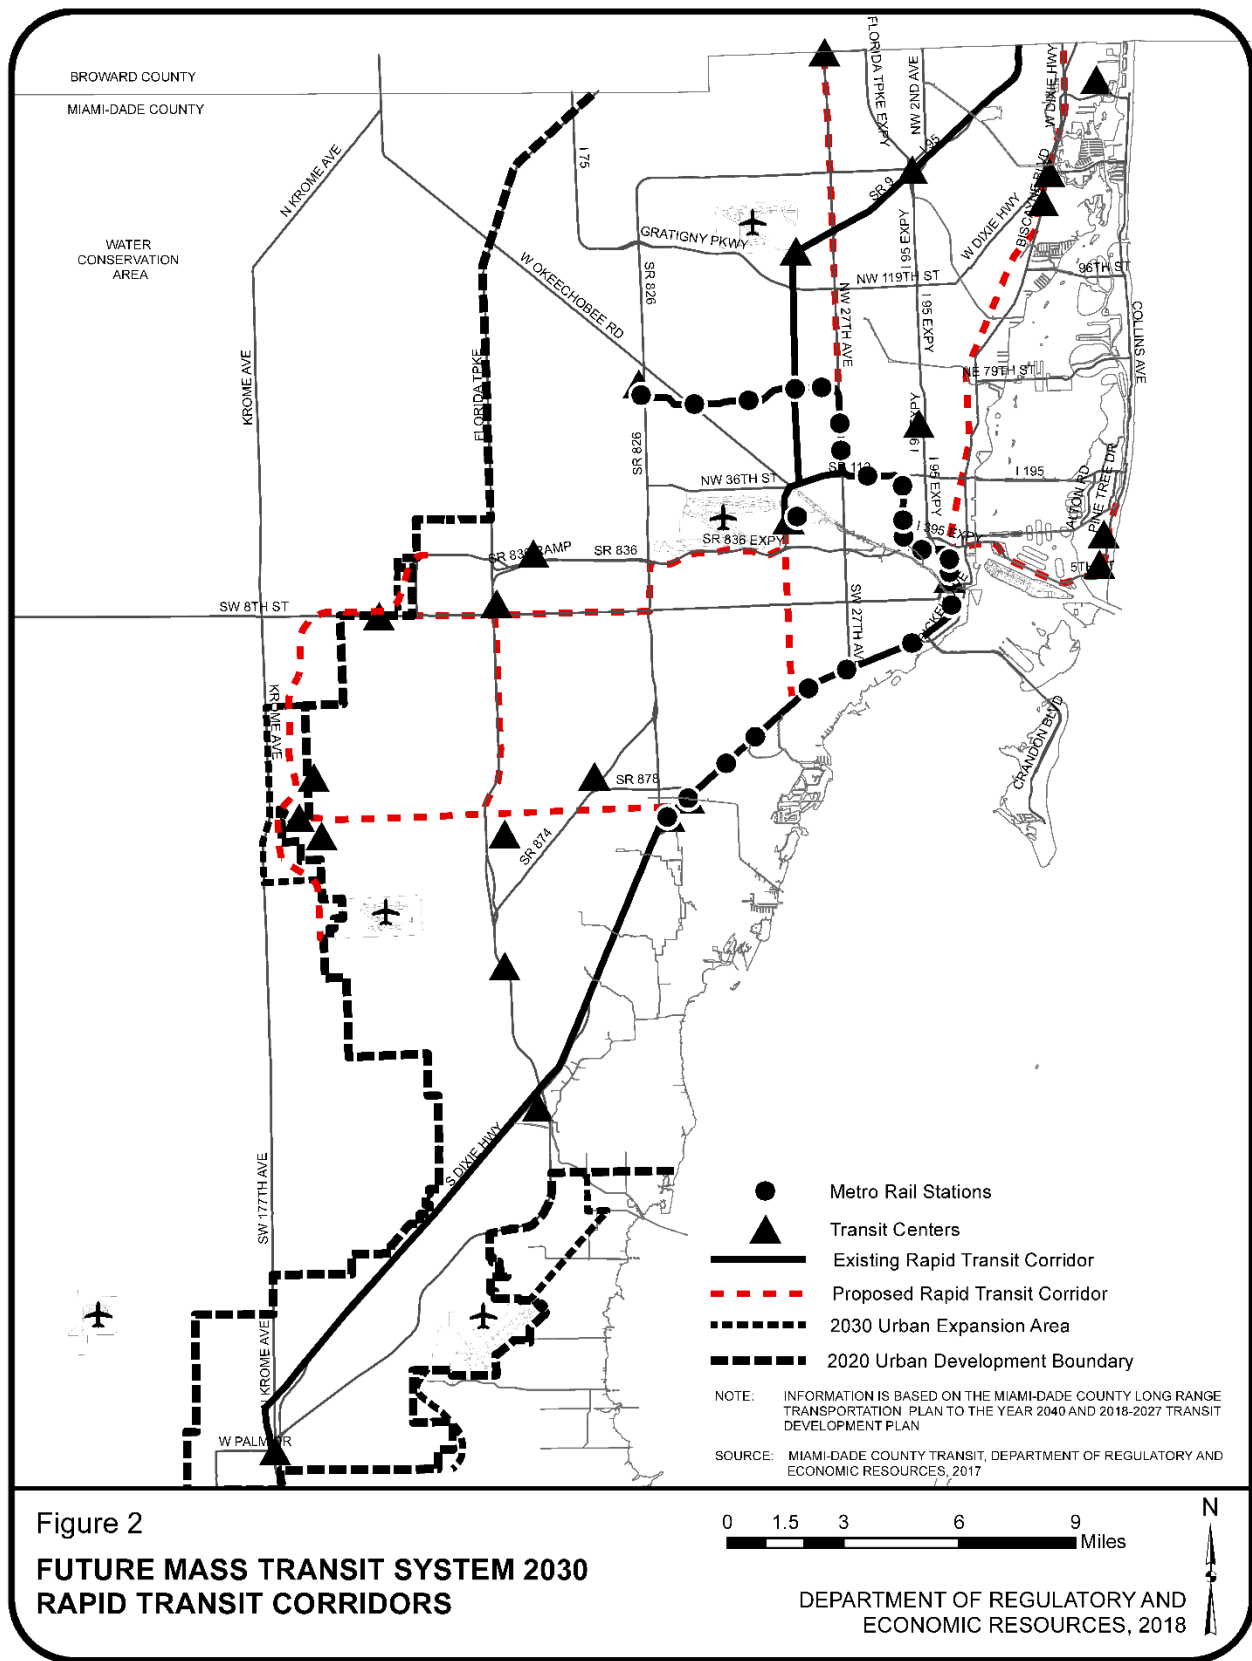 BROWARD COUNTY
MIAMI-DADE COUNTY
WATER
CONSERVATION
AREA
N KROME AVE
KROME AVE
FLORIDA TPKE
I 75
W OKEECHOBEE RD
GRATIGNY PKWY
SR 826
SR 9
I 95
FLORIDA TPKE EXPY
NW 2ND AVE
W DIXIE HWY
BISCAYNE BLVD
W DIXIE HWY
I 95 EXPY
NW 119TH ST
96TH ST
NW 27TH AVE
I 95 EXPY
COLLINS AVE
NE 79TH ST
SR 826
NW 36TH ST
SR 112
I 95 EXPY
I 195
ALTON RD
PINE TREE DR
I 395 EXPY
SR 836 RAMP
SR 836
SR 836 EXPY
5TH ST
SW 8TH ST
SW 27TH AVE
KROME AVE
CRANDON BLVD
SR 878
SR 874
S DIXIE HWY
SW 177TH AVE
N KROME AVE
W PALM DR
Metro Rail Stations
Transit Centers
Existing Rapid Transit Corridor
Proposed Rapid Transit Corridor
2030 Urban Expansion Area
2020 Urban Development Boundary
NOTE: INFORMATION IS BASED ON THE MIAMI-DADE COUNTY LONG RANGE
TRANSPORTATION PLAN TO THE YEAR 2040 AND 2018-2027 TRANSIT
DEVELOPMENT PLAN
SOURCE: MIAMI-DADE COUNTY TRANSIT, DEPARTMENT OF REGULATORY AND
ECONOMIC RESOURCES, 2017
Figure 2
FUTURE MASS TRANSIT SYSTEM 2030
RAPID TRANSIT CORRIDORS
0 1.5 3 6 9
Miles
N
DEPARTMENT OF REGULATORY AND
ECONOMIC RESOURCES, 2018